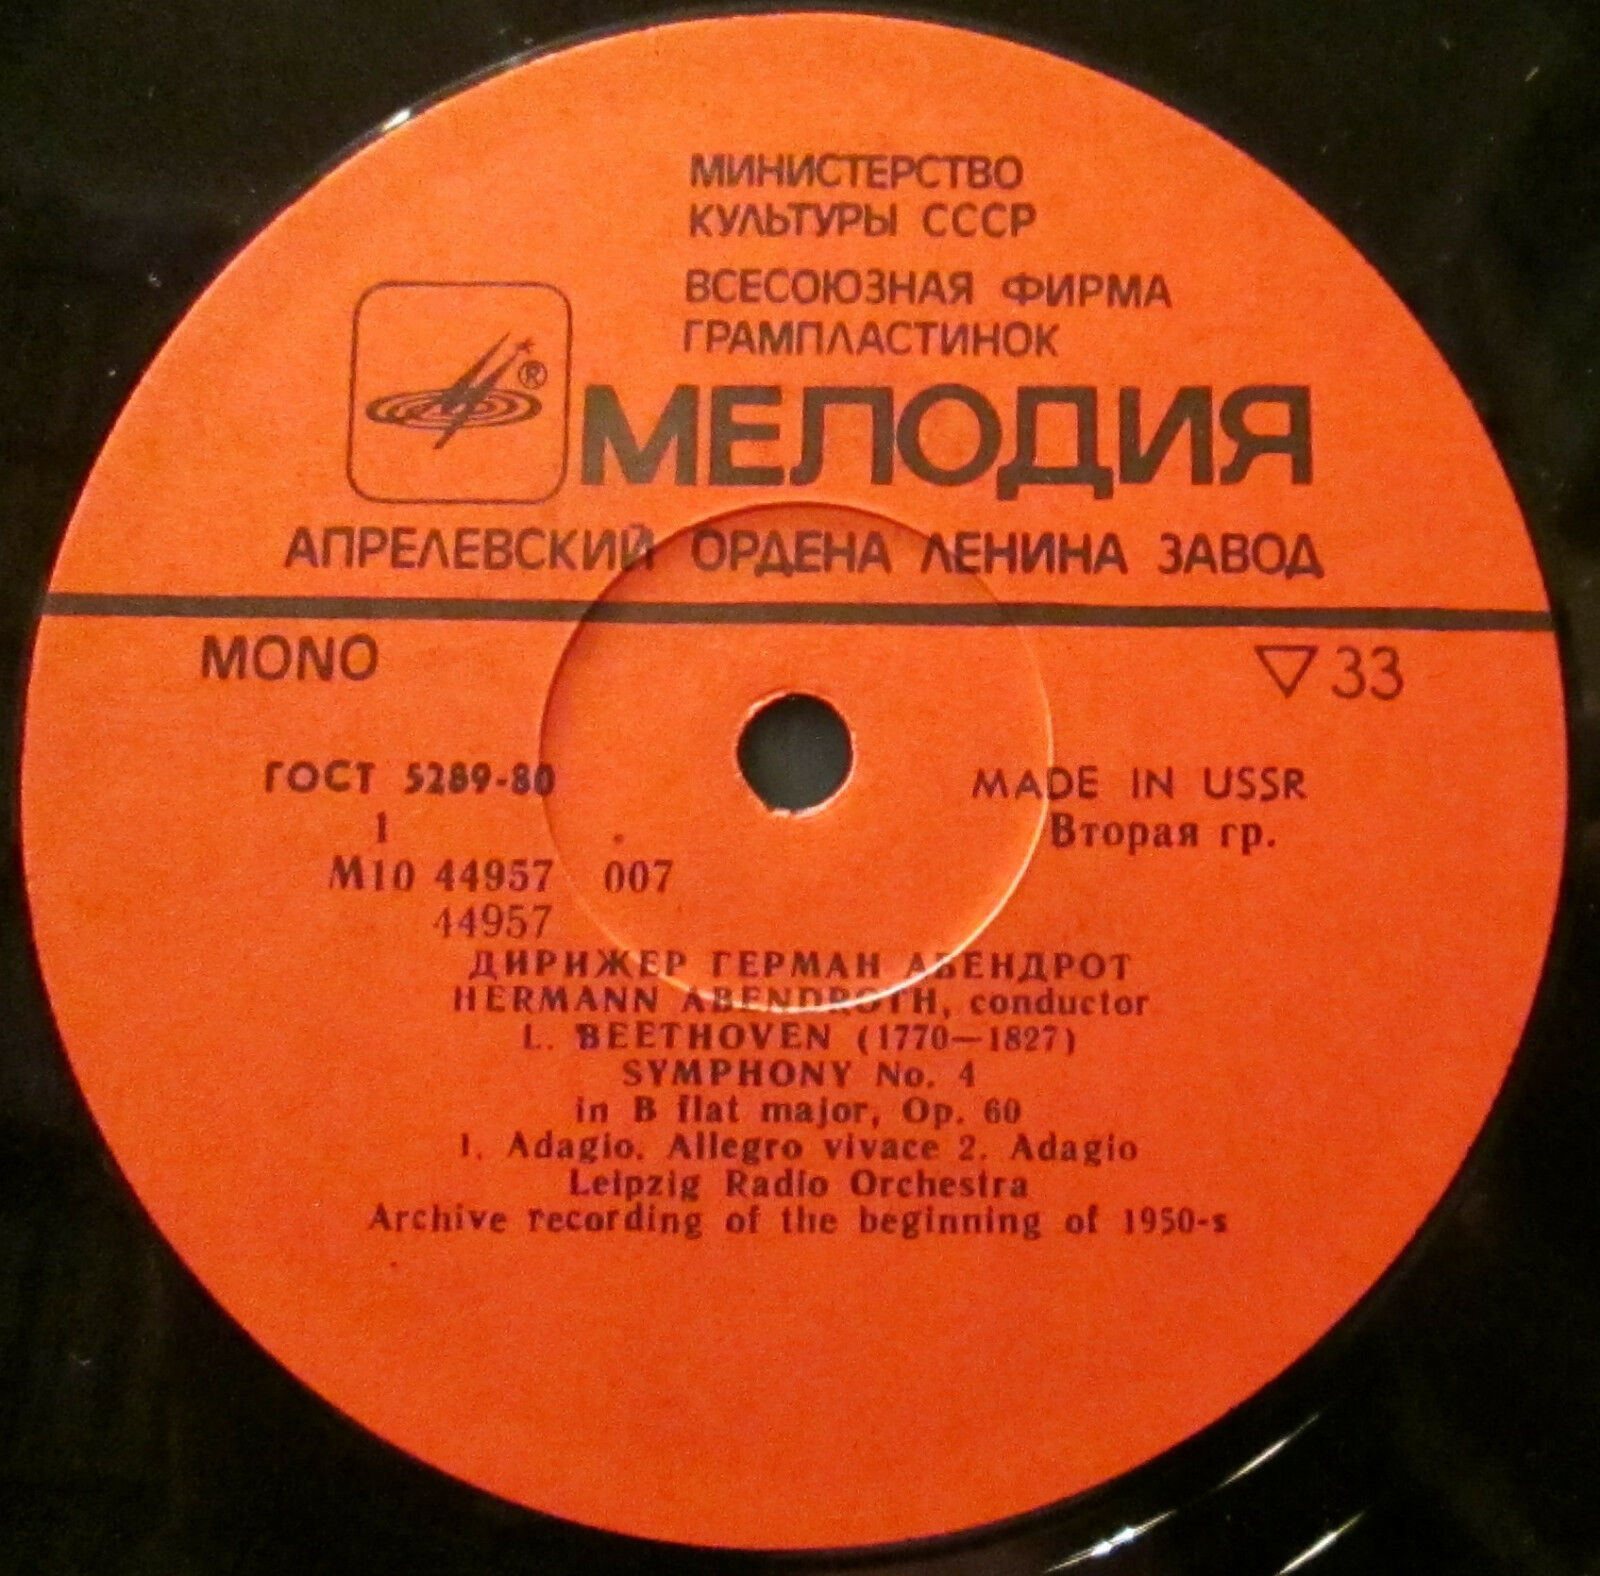 МИНИСТЕРСТВО
КУЛЬТУРЫ СССР
ВСЕСОЮЗНАЯ ФИРМА
ГРАМПЛАСТИНОК
®
МЕЛОДИЯ
АПРЕЛЕВСКИЙ ОРДЕНА ЛЕНИНА ЗАВОД
MONO
▽33
ГОСТ 5289-80
MADE IN USSR
1
Вторая гр.
М10 44957 007
44957
ДИРИЖЕР ГЕРМАН АБЕНДРОТ
HERMANN ABENDROTH, conductor
L. BEETHOVEN (1770—1827)
SYMPHONY No. 4
in B flat major, Op. 60
1. Adagio. Allegro vivace 2. Adagio
Leipzig Radio Orchestra
Archive recording of the beginning of 1950-s